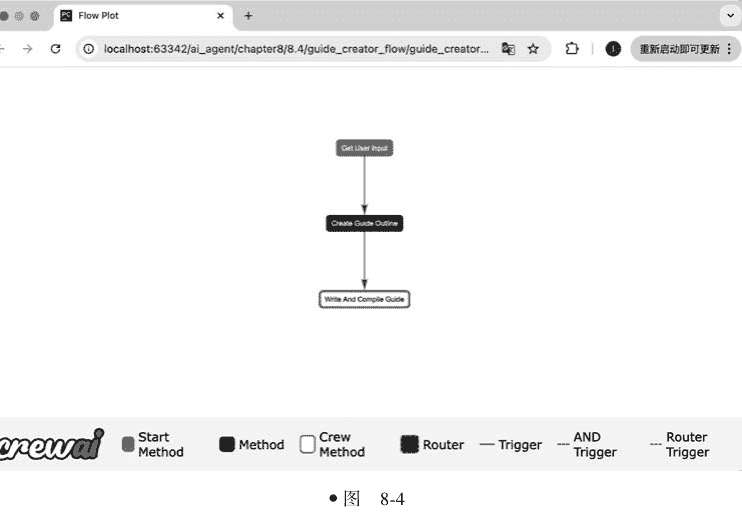 Flow Plot
localhost:63342/ai_agent/chapter8/8.4/guide_creator_flow/guide_creator...
重新启动即可更新
Get User Input
Create Guide Outline
Write And Compile Guide
crewai
Start Method
Method
Crew Method
Router
Trigger
AND Trigger
Router Trigger
图 8-4